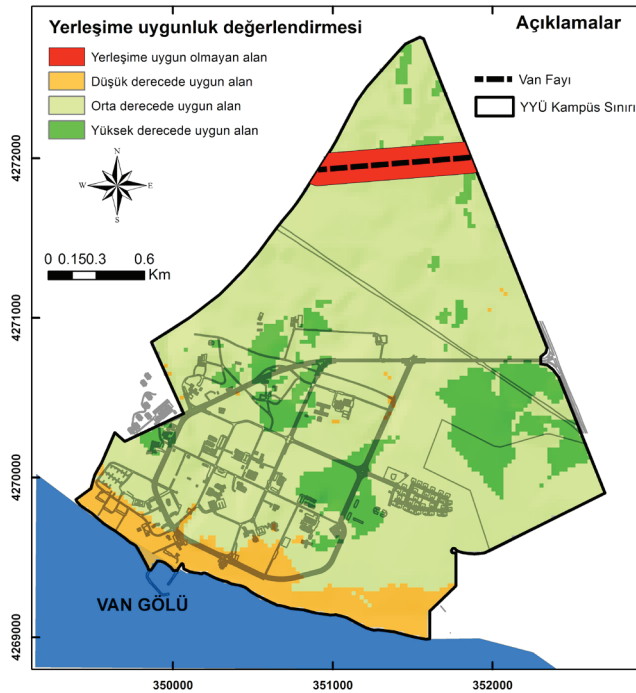 Yerleşime uygunluk değerlendirmesi
Yerleşime uygun olmayan alan
Düşük derecede uygun alan
Orta derecede uygun alan
Yüksek derecede uygun alan
Açıklamalar
Van Fayı
YYÜ Kampüs Sınırı
N
W E
S
0 0.150.3 0.6
Km
4272000
4271000
4270000
4269000
VAN GÖLÜ
350000 351000 352000